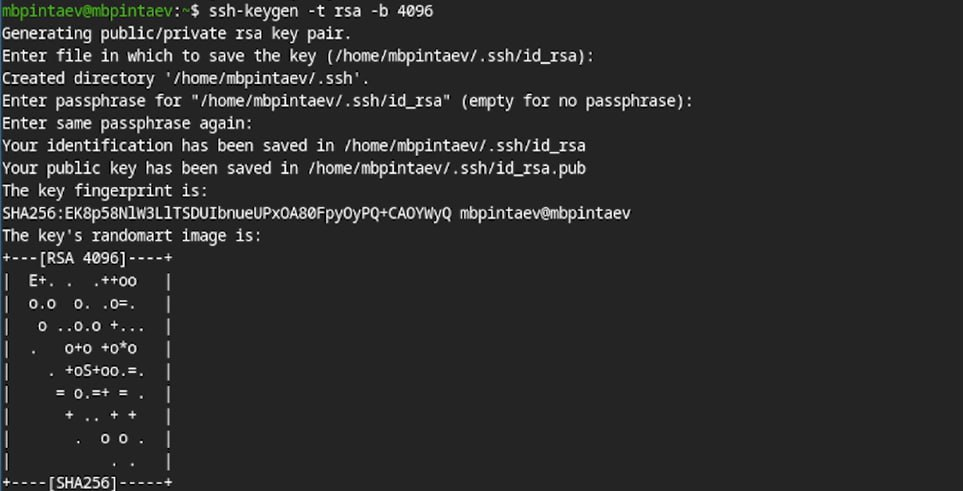 mbpintaev@mbpintaev:~$ ssh-keygen -t rsa -b 4096
Generating public/private rsa key pair.
Enter file in which to save the key (/home/mbpintaev/.ssh/id_rsa):
Created directory '/home/mbpintaev/.ssh'.
Enter passphrase for "/home/mbpintaev/.ssh/id_rsa" (empty for no passphrase):
Enter same passphrase again:
Your identification has been saved in /home/mbpintaev/.ssh/id_rsa
Your public key has been saved in /home/mbpintaev/.ssh/id_rsa.pub
The key fingerprint is:
SHA256:EK8p58NlW3LlTSDUIbnueUPxOA80FpyOyPQ+CAOYWyQ mbpintaev@mbpintaev
The key's randomart image is:
+---[RSA 4096]----+
|  E+. .  .++oo   |
|  o.o  o. .o=.   |
|   o ..o.o +...  |
|  .   o+o +o*o   |
|    . +oS+oo.=.  |
|     = o.=+ = .  |
|      + .. + +   |
|       .  o o .  |
|           . .   |
+----[SHA256]-----+